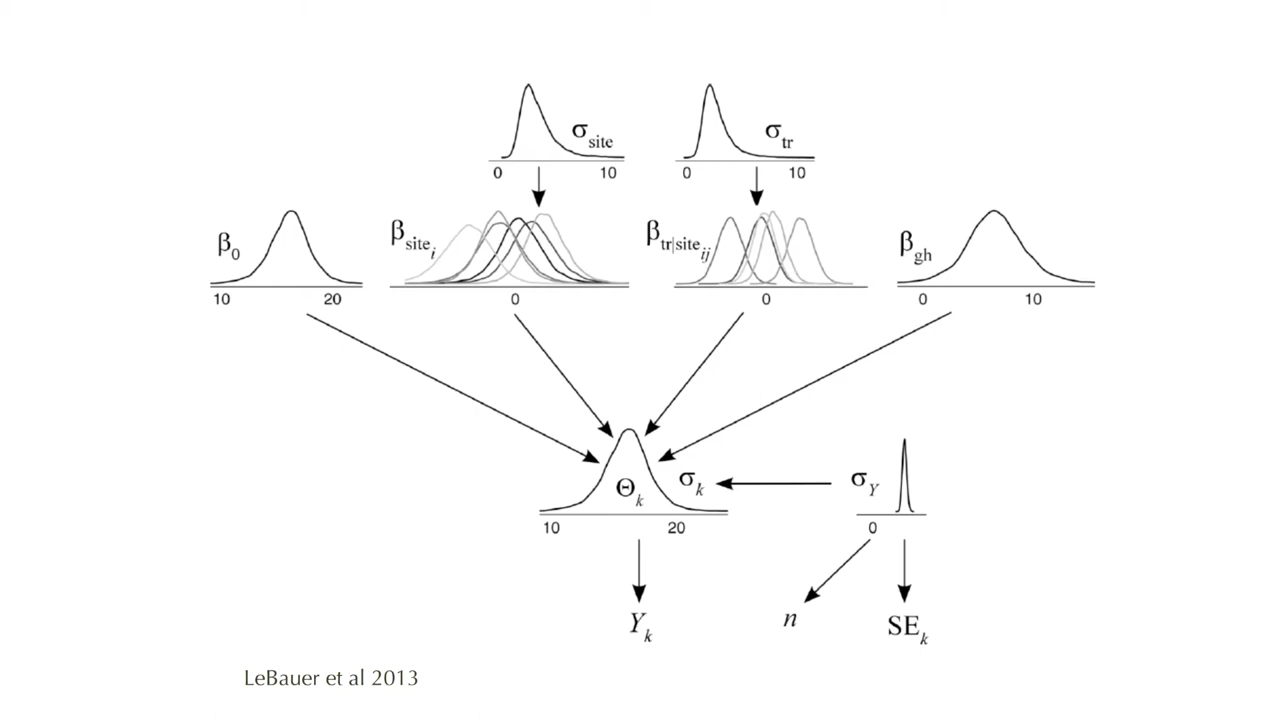 σsite
σtr
0 10
0 10
β0
βsitei
βtr|siteij
βgh
10 20
0
0
0 10
Θk
σk
σY
10 20
0
Yk
n
SEk
LeBauer et al 2013